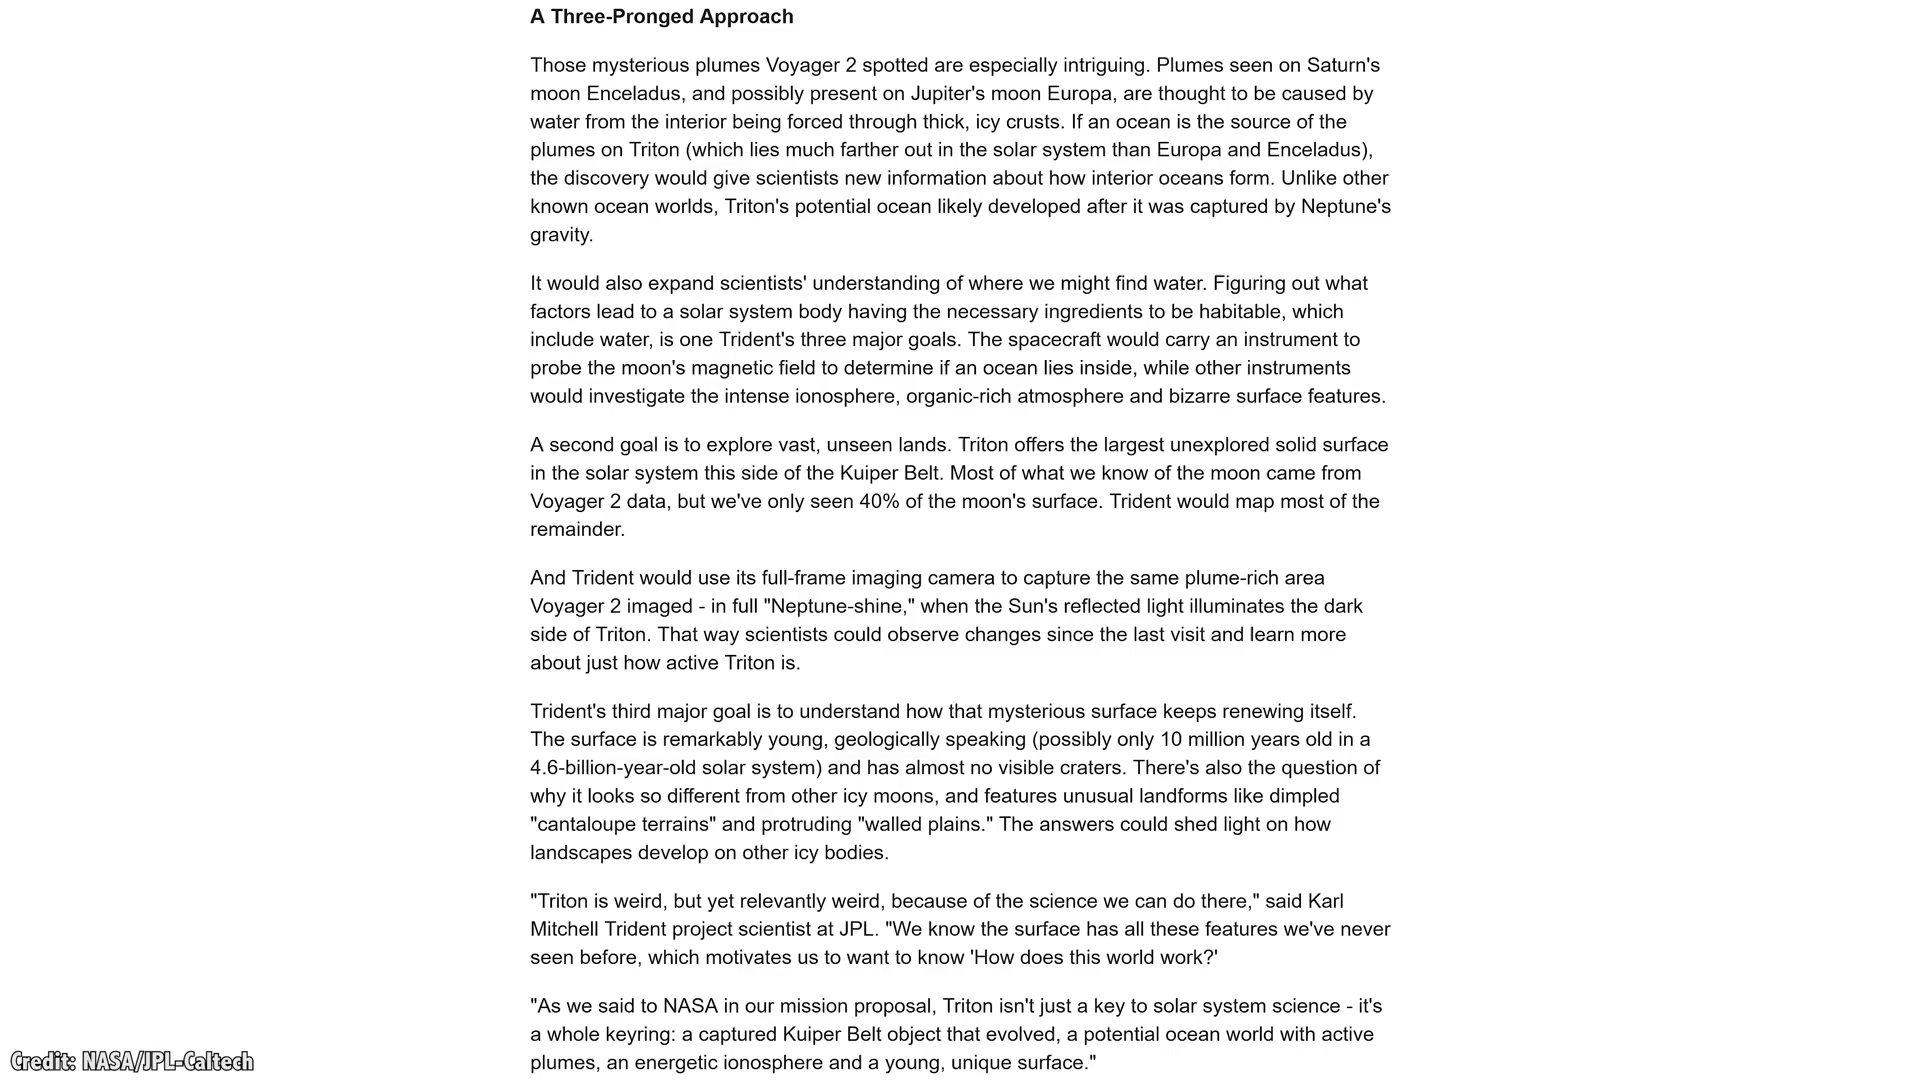 A Three-Pronged Approach
Those mysterious plumes Voyager 2 spotted are especially intriguing. Plumes seen on Saturn's
moon Enceladus, and possibly present on Jupiter's moon Europa, are thought to be caused by
water from the interior being forced through thick, icy crusts. If an ocean is the source of the
plumes on Triton (which lies much farther out in the solar system than Europa and Enceladus),
the discovery would give scientists new information about how interior oceans form. Unlike other
known ocean worlds, Triton's potential ocean likely developed after it was captured by Neptune's
gravity.
It would also expand scientists' understanding of where we might find water. Figuring out what
factors lead to a solar system body having the necessary ingredients to be habitable, which
include water, is one Trident's three major goals. The spacecraft would carry an instrument to
probe the moon's magnetic field to determine if an ocean lies inside, while other instruments
would investigate the intense ionosphere, organic-rich atmosphere and bizarre surface features.
A second goal is to explore vast, unseen lands. Triton offers the largest unexplored solid surface
in the solar system this side of the Kuiper Belt. Most of what we know of the moon came from
Voyager 2 data, but we've only seen 40% of the moon's surface. Trident would map most of the
remainder.
And Trident would use its full-frame imaging camera to capture the same plume-rich area
Voyager 2 imaged - in full "Neptune-shine," when the Sun's reflected light illuminates the dark
side of Triton. That way scientists could observe changes since the last visit and learn more
about just how active Triton is.
Trident's third major goal is to understand how that mysterious surface keeps renewing itself.
The surface is remarkably young, geologically speaking (possibly only 10 million years old in a
4.6-billion-year-old solar system) and has almost no visible craters. There's also the question of
why it looks so different from other icy moons, and features unusual landforms like dimpled
"cantaloupe terrains" and protruding "walled plains." The answers could shed light on how
landscapes develop on other icy bodies.
"Triton is weird, but yet relevantly weird, because of the science we can do there," said Karl
Mitchell Trident project scientist at JPL. "We know the surface has all these features we've never
seen before, which motivates us to want to know 'How does this world work?'
"As we said to NASA in our mission proposal, Triton isn't just a key to solar system science - it's
a whole keyring: a captured Kuiper Belt object that evolved, a potential ocean world with active
plumes, an energetic ionosphere and a young, unique surface."
Credit: NASA/JPL-Caltech